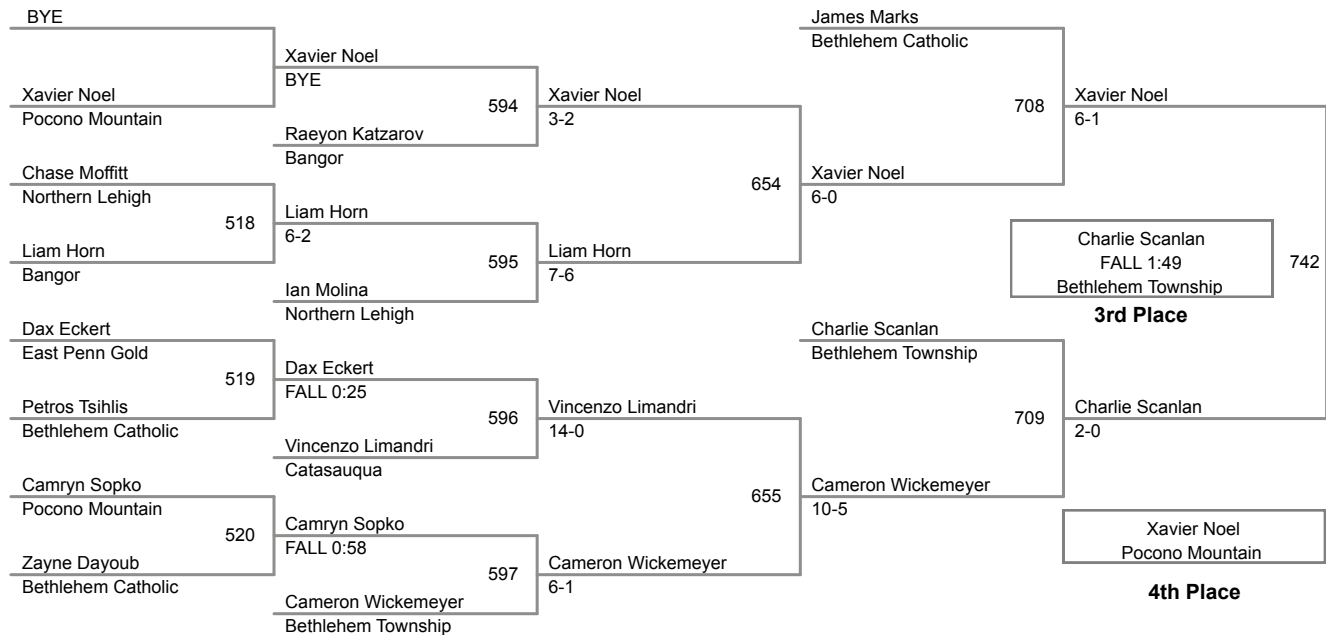 BYE
Xavier Noel
Pocono Mountain
Chase Moffitt
Northern Lehigh
518
Liam Horn
Bangor
Dax Eckert
East Penn Gold
519
Petros Tsihlis
Bethlehem Catholic
Camryn Sopko
Pocono Mountain
520
Zayne Dayoub
Bethlehem Catholic
Xavier Noel
BYE
594
Raeyon Katzarov
Bangor
Liam Horn
6-2
595
Ian Molina
Northern Lehigh
Dax Eckert
FALL 0:25
596
Vincenzo Limandri
Catasauqua
Camryn Sopko
FALL 0:58
597
Cameron Wickemeyer
Bethlehem Township
Xavier Noel
3-2
654
Liam Horn
7-6
Vincenzo Limandri
14-0
655
Cameron Wickemeyer
6-1
James Marks
Bethlehem Catholic
708
Xavier Noel
6-0
Charlie Scanlan
Bethlehem Township
709
Cameron Wickemeyer
10-5
Xavier Noel
6-1
Charlie Scanlan
FALL 1:49
Bethlehem Township
742
3rd Place
Charlie Scanlan
2-0
Xavier Noel
Pocono Mountain
4th Place